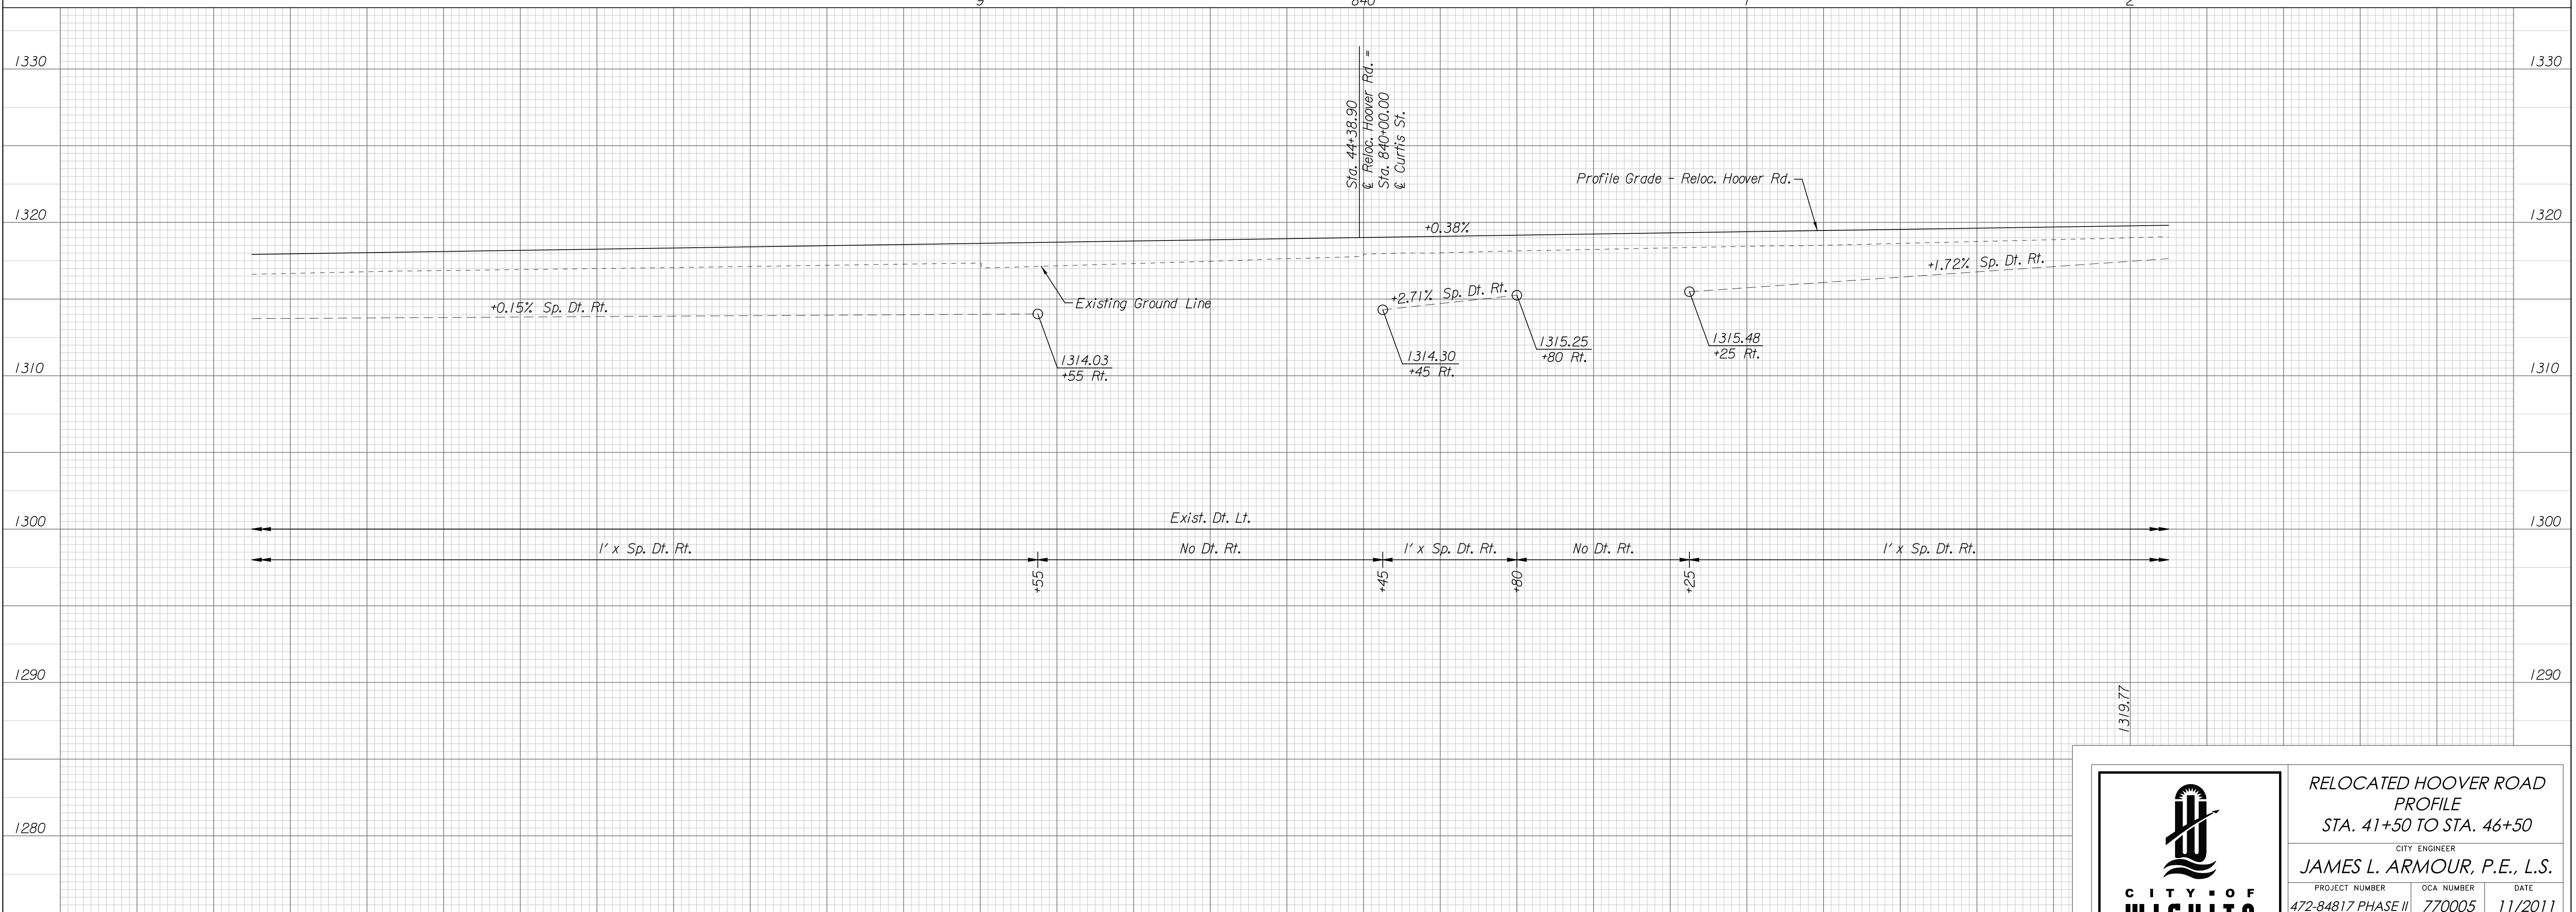 1330
1330
Sta. 44+38.90
℄ Reloc. Hoover Rd. =
Sta. 840+00.00
℄ Curtis St.
Profile Grade - Reloc. Hoover Rd.
1320
1320
+0.38%
+1.72% Sp. Dt. Rt.
+2.71% Sp. Dt. Rt.
Existing Ground Line
+0.15% Sp. Dt. Rt.
1315.25
+80 Rt.
1315.48
+25 Rt.
1314.03
+55 Rt.
1314.30
+45 Rt.
1310
1310
1300
Exist. Dt. Lt.
1300
1' x Sp. Dt. Rt.
No Dt. Rt.
1' x Sp. Dt. Rt.
No Dt. Rt.
1' x Sp. Dt. Rt.
+55
+45
+80
+25
1290
1290
1319.77
1280
RELOCATED HOOVER ROAD
PROFILE
STA. 41+50 TO STA. 46+50
CITY ENGINEER
JAMES L. ARMOUR, P.E., L.S.
CITY OF
WICHITA
PROJECT NUMBER
OCA NUMBER
DATE
472-84817 PHASE II
770005
11/2011